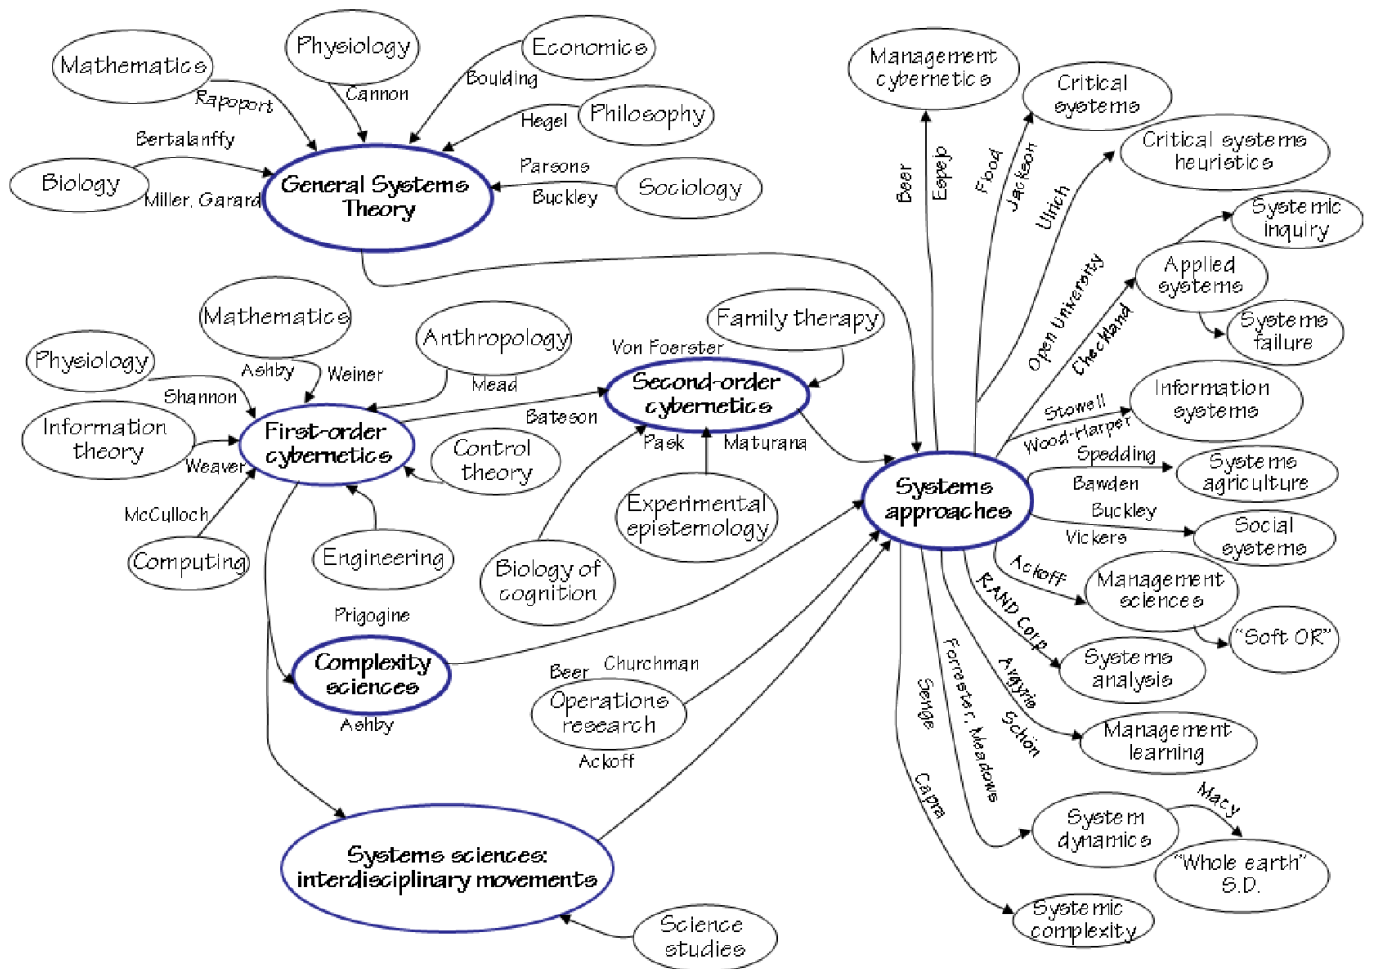 Mathematics
Rapoport
Physiology
Cannon
Economics
Boulding
Philosophy
Hegel
Bertalanffy
Biology
Miller, Garard
Parsons
Buckley
Sociology
General Systems
Theory
Mathematics
Ashby
Weiner
Physiology
Shannon
Information
theory
Weaver
McCulloch
Computing
Anthropology
Mead
First-order
cybernetics
Control
theory
Engineering
Bateson
Von Foerster
Family therapy
Second-order
cybernetics
Pask
Maturana
Experimental
epistemology
Biology of
cognition
Prigogine
Complexity
sciences
Ashby
Beer
Churchman
Operations
research
Ackoff
Systems sciences:
interdisciplinary movements
Science
studies
Systems
approaches
Management
cybernetics
Beer
Espejo
Critical
systems
Flood
Jackson
Critical systems
heuristics
Ulrich
Systemic
inquiry
Applied
systems
Open University
Checkland
Systems
failure
Information
systems
Stowell
Wood-Harper
Spedding
Bawden
Systems
agriculture
Buckley
Vickers
Social
systems
Ackoff
Management
sciences
"Soft OR"
RAND Corp
Systems
analysis
Argyris
Schön
Management
learning
Forrester, Meadows
System
dynamics
Macy
"Whole earth"
S.D.
Senge
Capra
Systemic
complexity